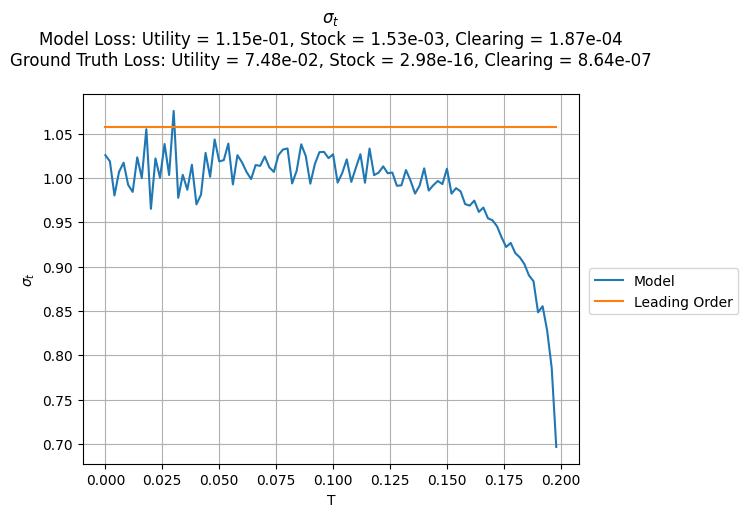 σt
Model Loss: Utility = 1.15e-01, Stock = 1.53e-03, Clearing = 1.87e-04
Ground Truth Loss: Utility = 7.48e-02, Stock = 2.98e-16, Clearing = 8.64e-07
1.05
1.00
0.95
0.90
0.85
0.80
0.75
0.70
σt
0.000 0.025 0.050 0.075 0.100 0.125 0.150 0.175 0.200
T
Model
Leading Order